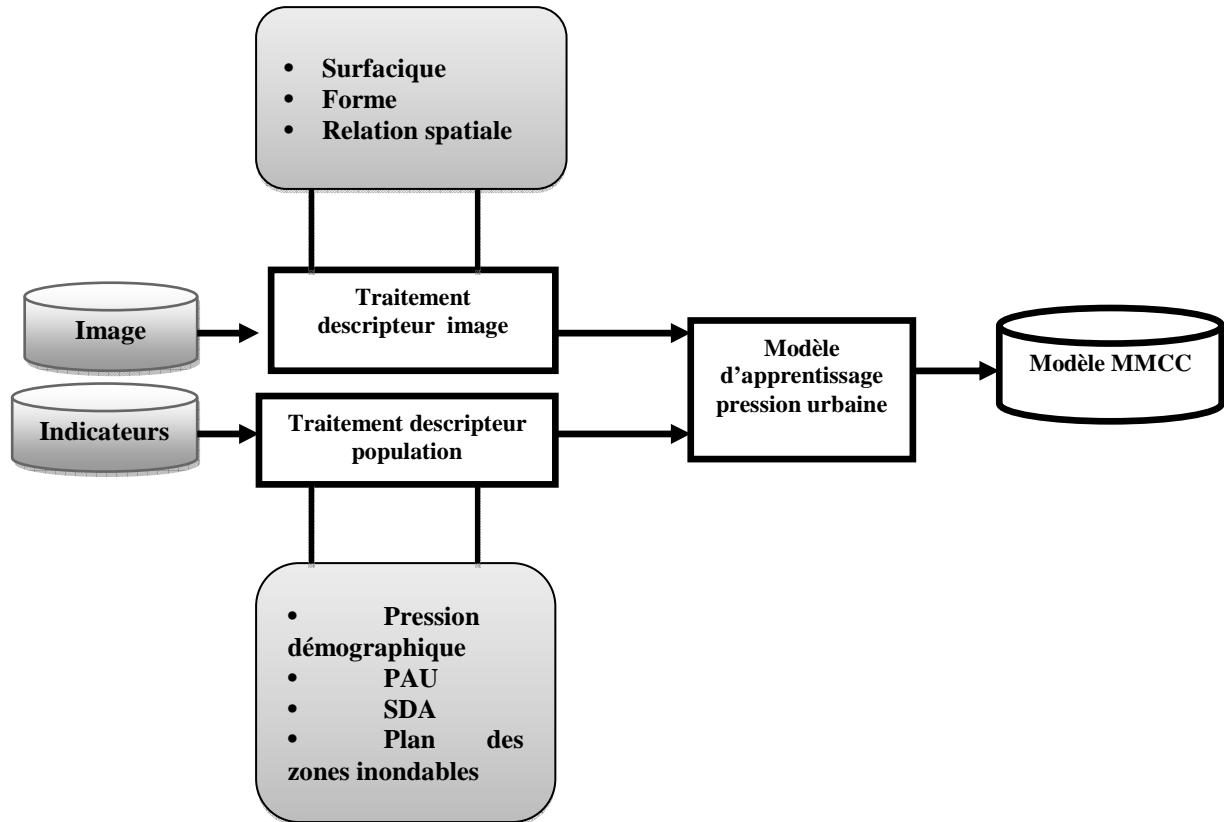 • Surfacique
• Forme
• Relation spatiale
Traitement
descripteur image
Image
Modèle
d'apprentissage
pression urbaine
Modèle MMCC
Indicateurs
Traitement descripteur
population
• Pression
démographique
• PAU
• SDA
• Plan des
zones inondables